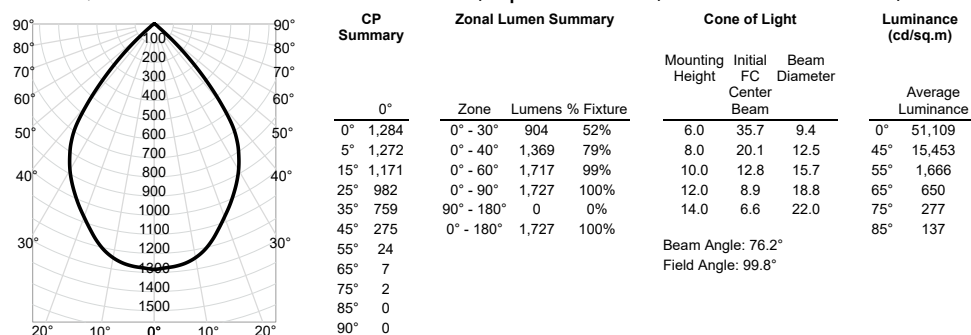 90°
80°
70°
60°
50°
40°
30°
20°
10°
0°
10°
20°
90°
80°
70°
60°
50°
40°
30°
100
200
300
400
500
600
700
800
900
1000
1100
1200
1300
1400
1500
CP
Summary
0°
0° 1,284
5° 1,272
15° 1,171
25° 982
35° 759
45° 275
55° 24
65° 7
75° 2
85° 0
90° 0
Zonal Lumen Summary
Zone Lumens % Fixture
0° - 30° 904 52%
0° - 40° 1,369 79%
0° - 60° 1,717 99%
0° - 90° 1,727 100%
90° - 180° 0 0%
0° - 180° 1,727 100%
Cone of Light
Mounting Initial Beam
Height FC Diameter
Center
Beam
6.0 35.7 9.4
8.0 20.1 12.5
10.0 12.8 15.7
12.0 8.9 18.8
14.0 6.6 22.0
Beam Angle: 76.2°
Field Angle: 99.8°
Luminance
(cd/sq.m)
Average
Luminance
0° 51,109
45° 15,453
55° 1,666
65° 650
75° 277
85° 137